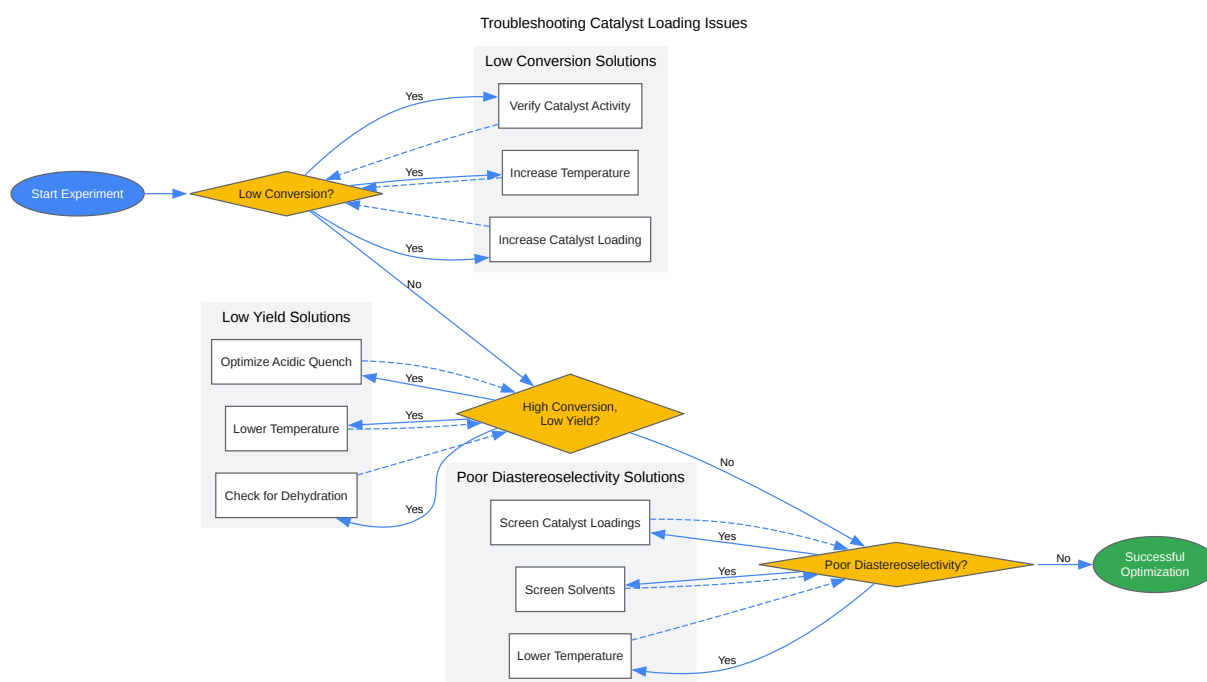 Troubleshooting Catalyst Loading Issues
Low Conversion Solutions
Yes
Verify Catalyst Activity
Start Experiment
Low Conversion?
Yes
Increase Temperature
Yes
Increase Catalyst Loading
No
Low Yield Solutions
Optimize Acidic Quench
Yes
High Conversion,
Low Yield?
Yes
Lower Temperature
Check for Dehydration
Yes
No
Poor Diastereoselectivity Solutions
Screen Catalyst Loadings
Yes
Poor Diastereoselectivity?
No
Successful
Optimization
Yes
Screen Solvents
Lower Temperature
Yes